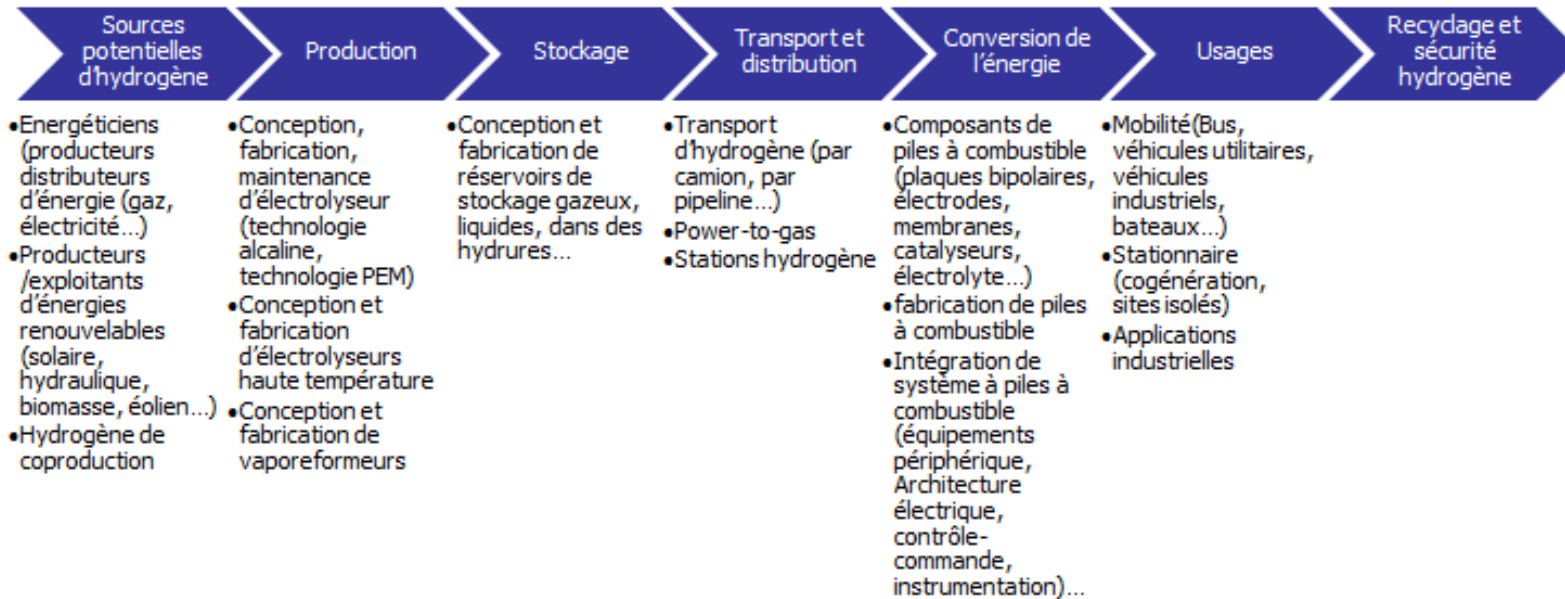 Sources
potentielles
d'hydrogène
Production
Stockage
Transport et
distribution
Conversion de
l'énergie
Usages
Recyclage et
sécurité
hydrogène
•Energéticiens
(producteurs
distributeurs
d'énergie (gaz,
électricité…)
•Producteurs
/exploitants
d'énergies
renouvelables
(solaire,
hydraulique,
biomasse, éolien…)
•Hydrogène de
coproduction
•Conception,
fabrication,
maintenance
d'électrolyseur
(technologie
alcaline,
technologie PEM)
•Conception et
fabrication
d'électrolyseurs
haute température
•Conception et
fabrication de
vaporeformeurs
•Conception et
fabrication de
réservoirs de
stockage gazeux,
liquides, dans des
hydrures…
•Transport
d'hydrogène (par
camion, par
pipeline…)
•Power-to-gas
•Stations hydrogène
•Composants de
piles à combustible
(plaques bipolaires,
électrodes,
membranes,
catalyseurs,
électrolyte…)
•fabrication de piles
à combustible
•Intégration de
système à piles à
combustible
(équipements
périphérique,
Architecture
électrique,
contrôle-
commande,
instrumentation)…
•Mobilité(Bus,
véhicules utilitaires,
véhicules
industriels,
bateaux…)
•Stationnaire
(cogénération,
sites isolés)
•Applications
industrielles